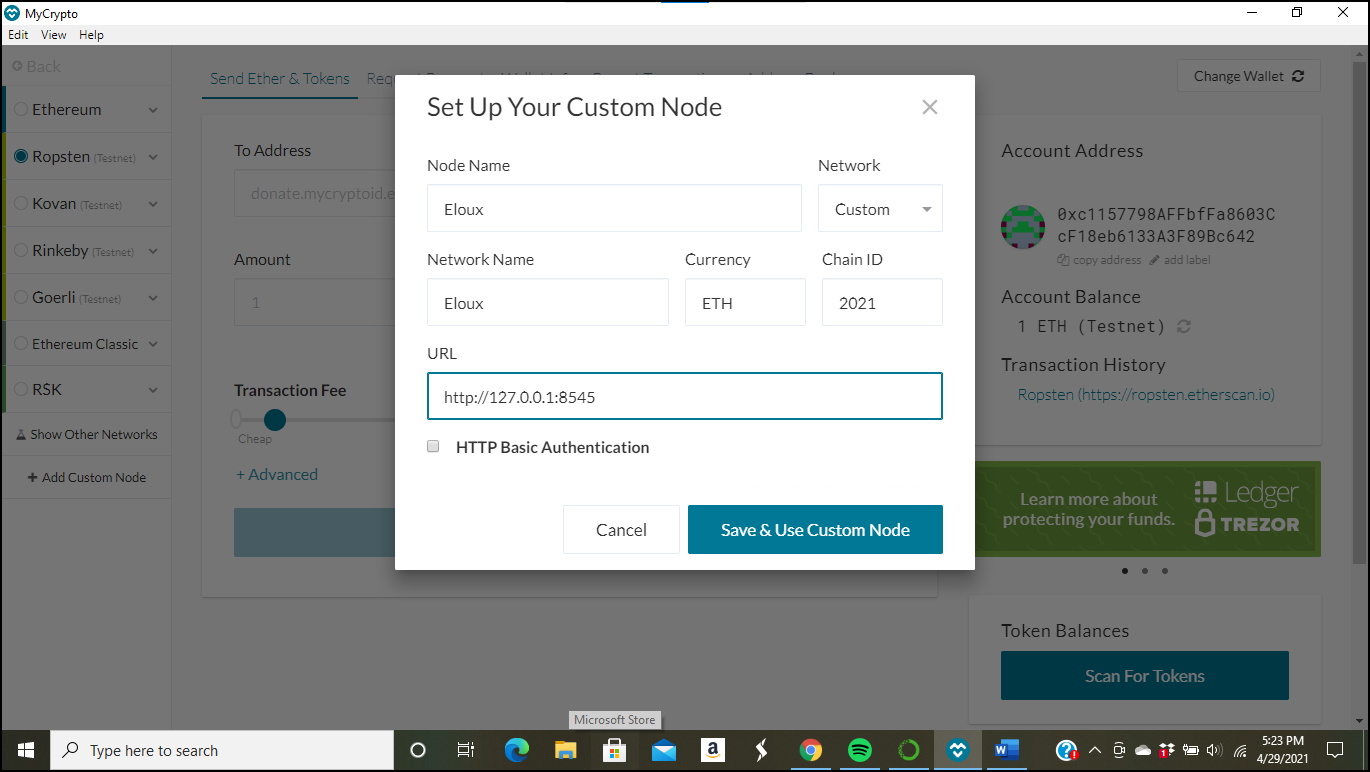 MyCrypto
Edit View Help
Back
Send Ether & Tokens
Change Wallet
Ethereum
Ropsten (Testnet)
Kovan (Testnet)
Rinkeby (Testnet)
Goerli (Testnet)
Ethereum Classic
RSK
Show Other Networks
+ Add Custom Node
To Address
donate.mycryptoid.e
Amount
1
Transaction Fee
Cheap
+ Advanced
Set Up Your Custom Node
Node Name
Network
Eloux
Custom
Network Name
Currency
Chain ID
Eloux
ETH
2021
URL
http://127.0.0.1:8545
HTTP Basic Authentication
Cancel
Save & Use Custom Node
Account Address
0xc1157798AFFbfFa8603C
cF18eb6133A3F89Bc642
copy address add label
Account Balance
1 ETH (Testnet)
Transaction History
Ropsten (https://ropsten.etherscan.io)
Learn more about
protecting your funds.
Ledger
TREZOR
Token Balances
Scan For Tokens
Microsoft Store
Type here to search
5:23 PM
4/29/2021